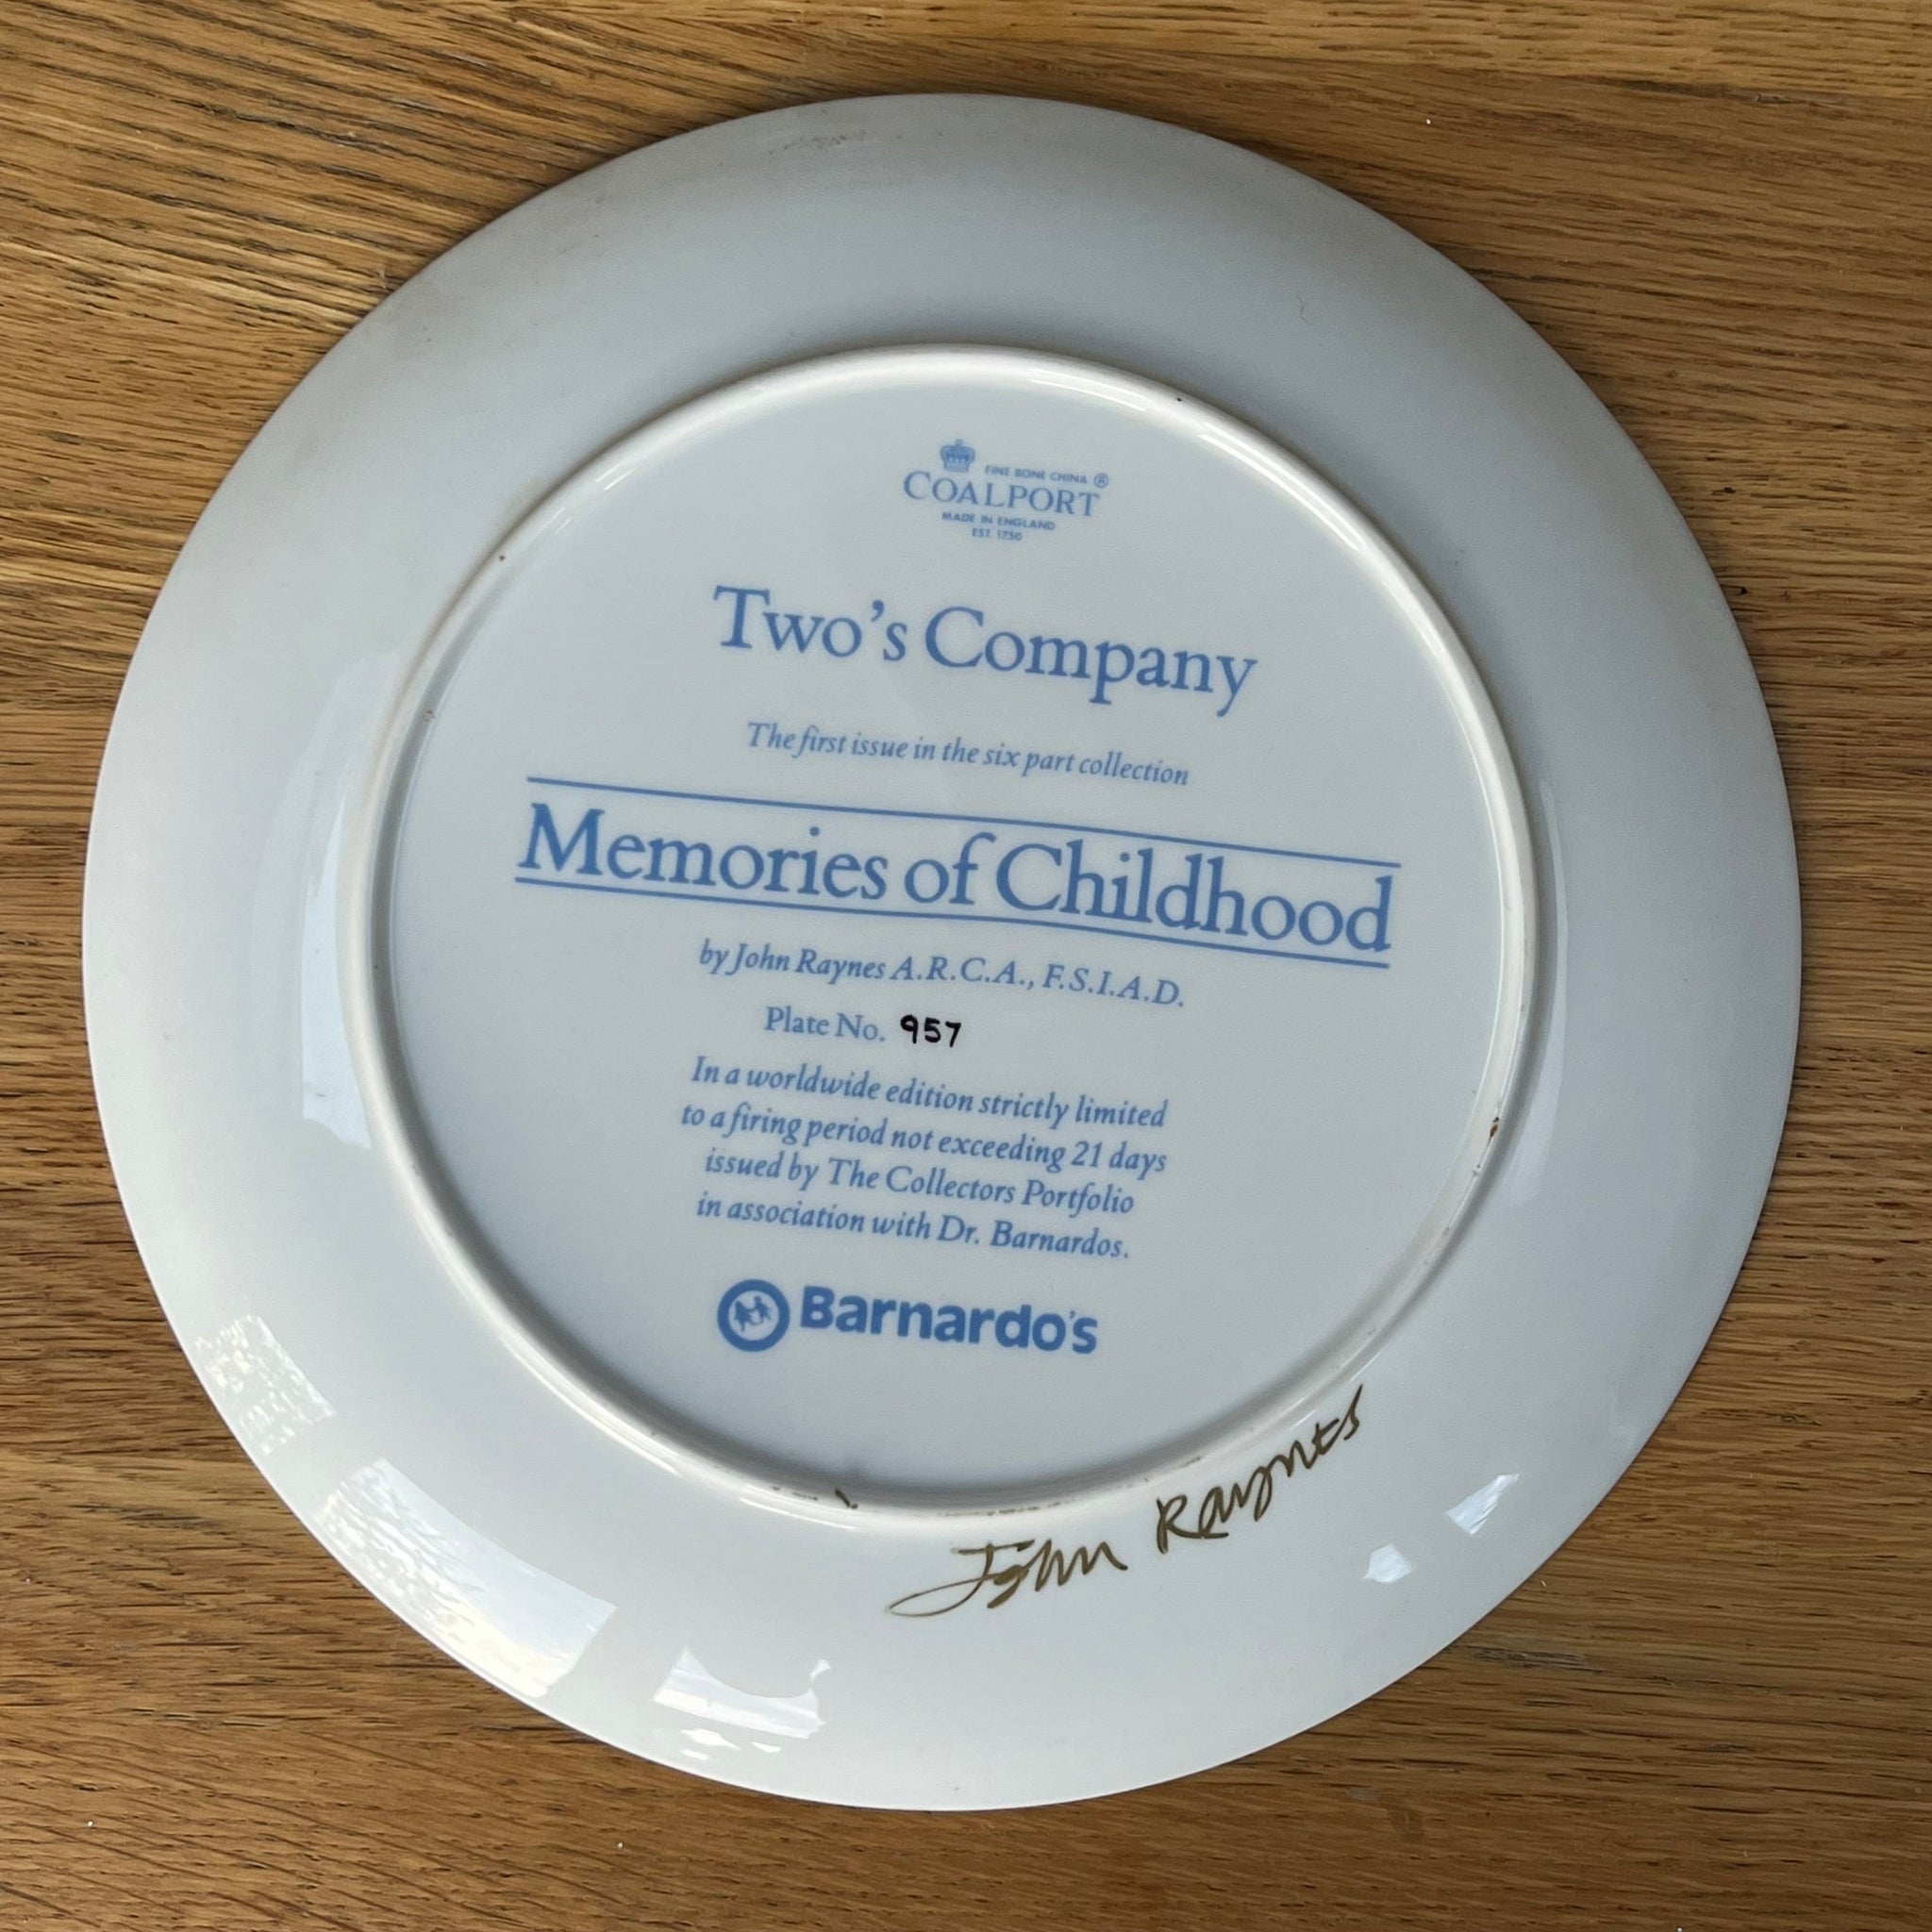 FINE BONE CHINA ®
COALPORT
MADE IN ENGLAND
EST. 1750
Two's Company
The first issue in the six part collection
Memories of Childhood
by John Raynes A.R.C.A., F.S.I.A.D.
Plate No. 957
In a worldwide edition strictly limited
to a firing period not exceeding 21 days
issued by The Collectors Portfolio
in association with Dr. Barnardos.
Barnardo's
John Raynes